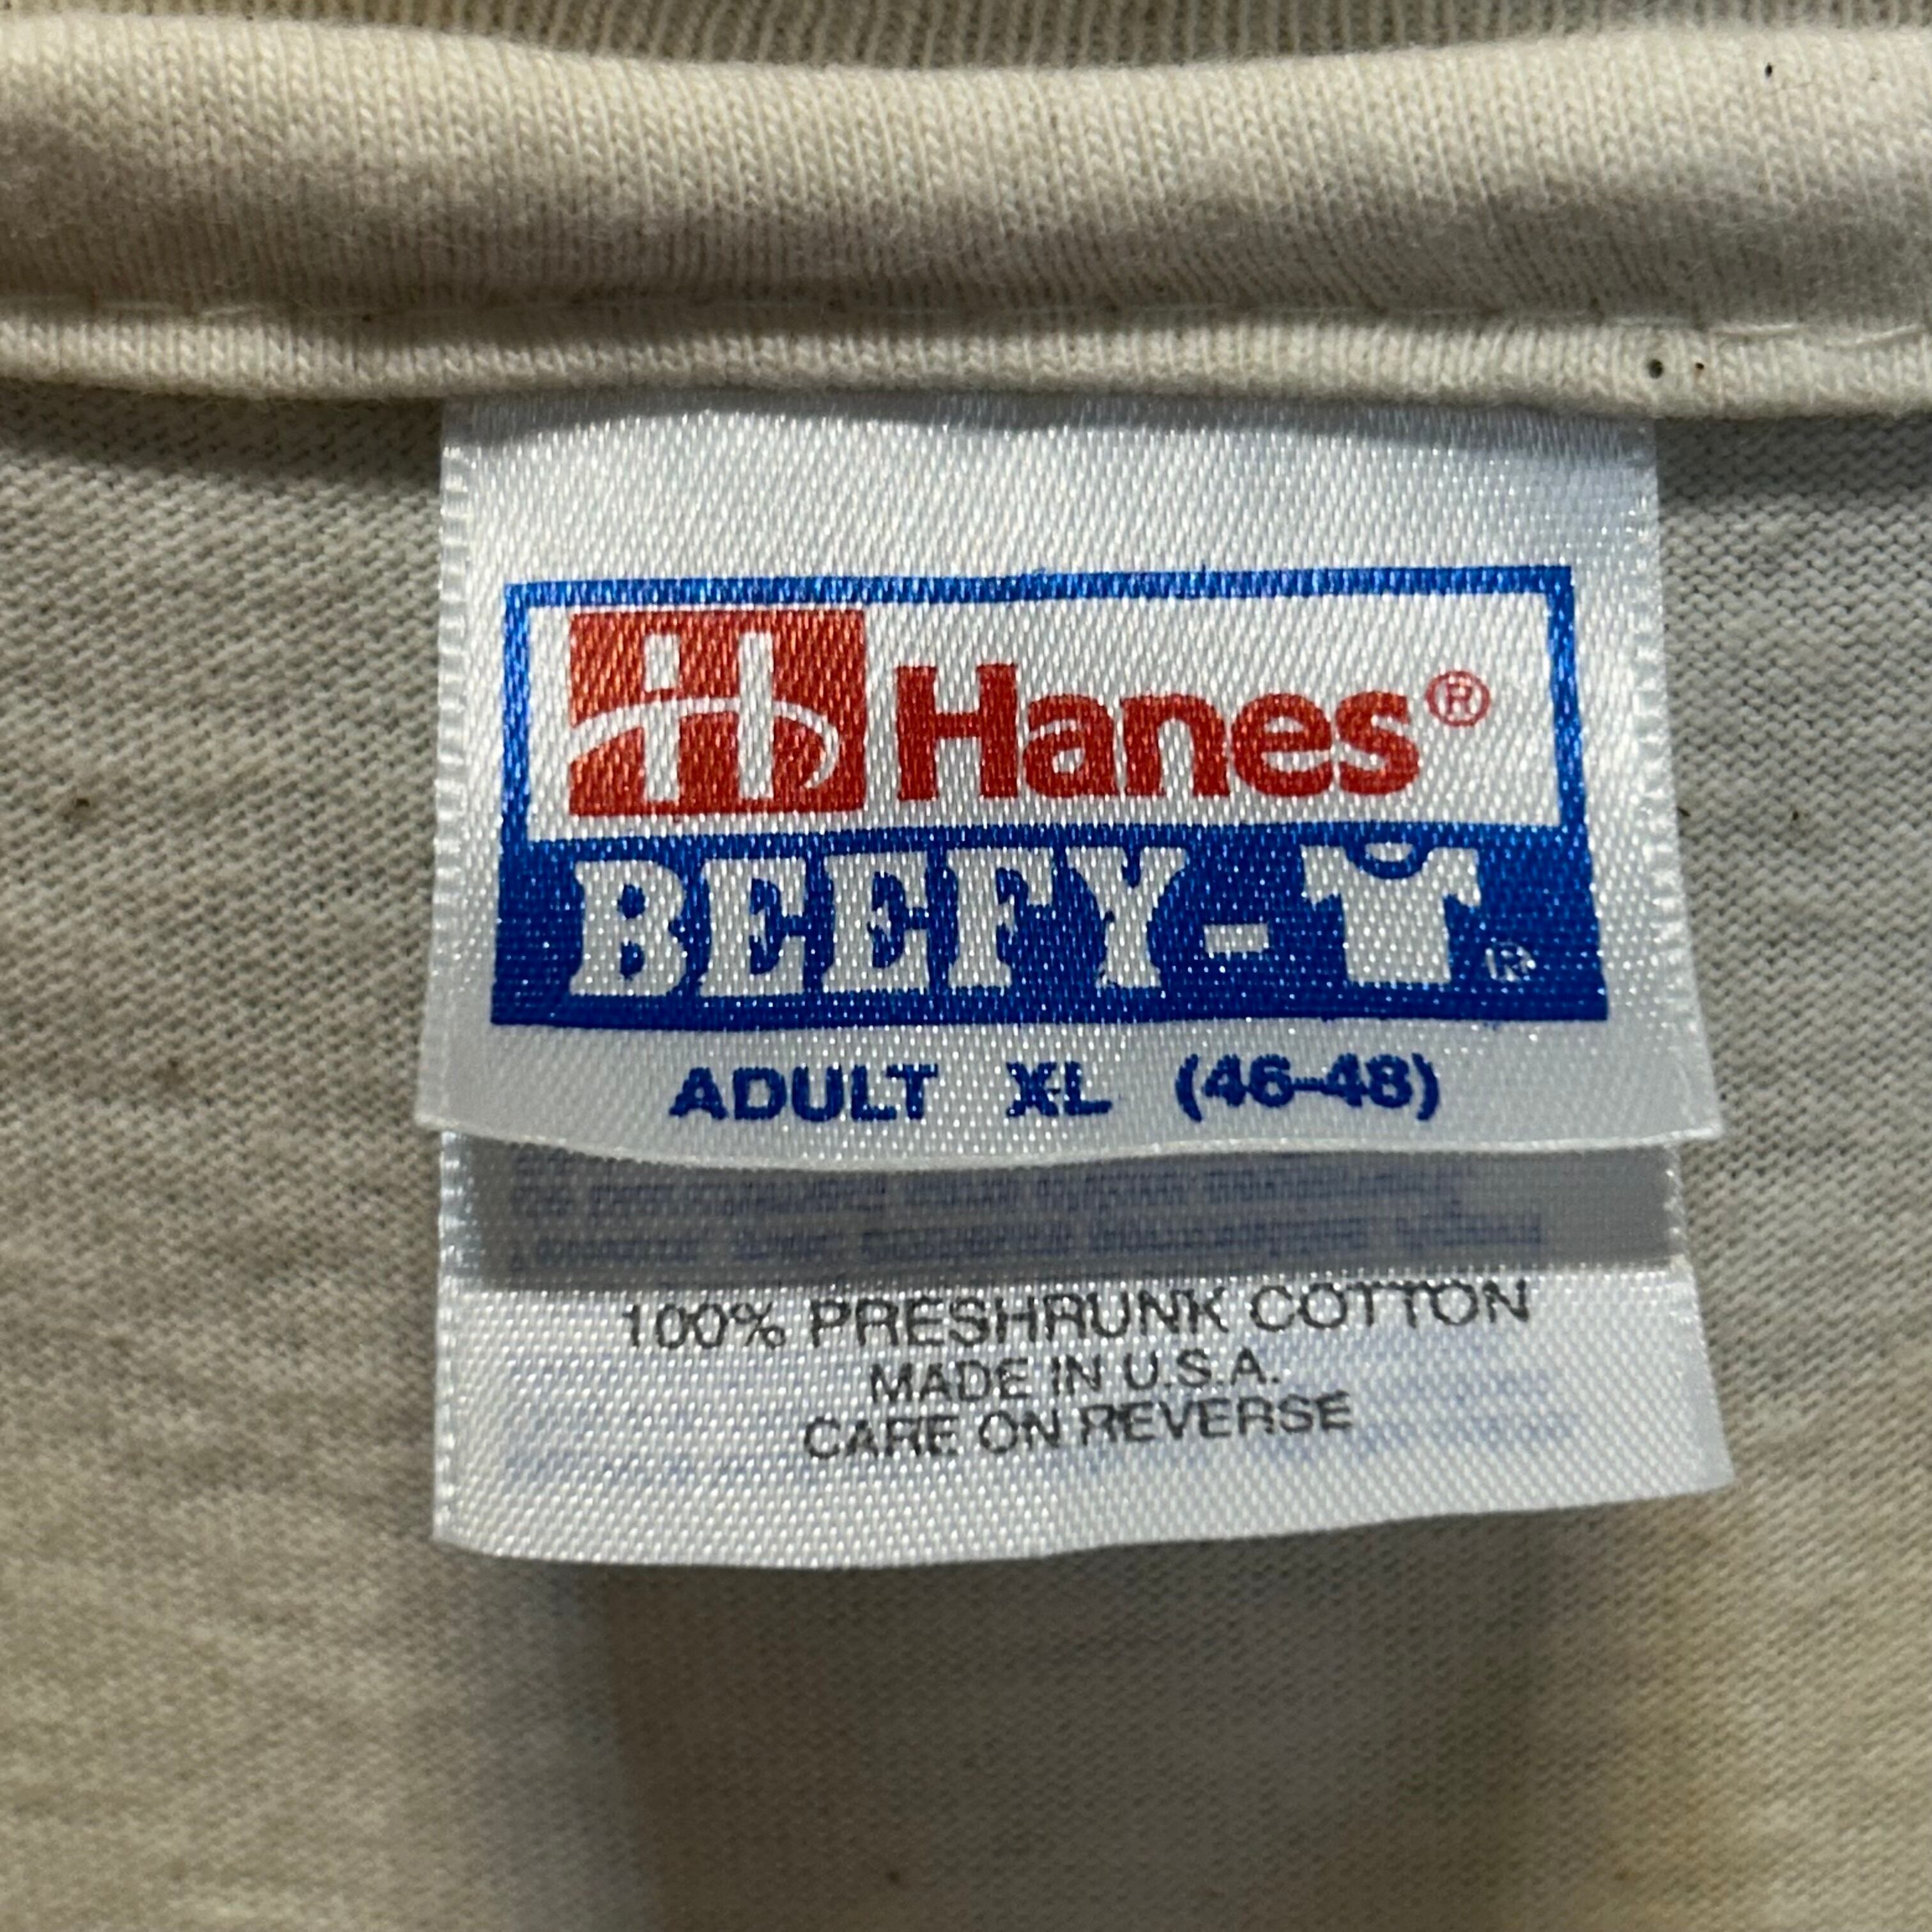 H Hanes®
BEEFY-T®
ADULT XL (46-48)
100% PRESHRUNK COTTON
MADE IN U.S.A.
CARE ON REVERSE